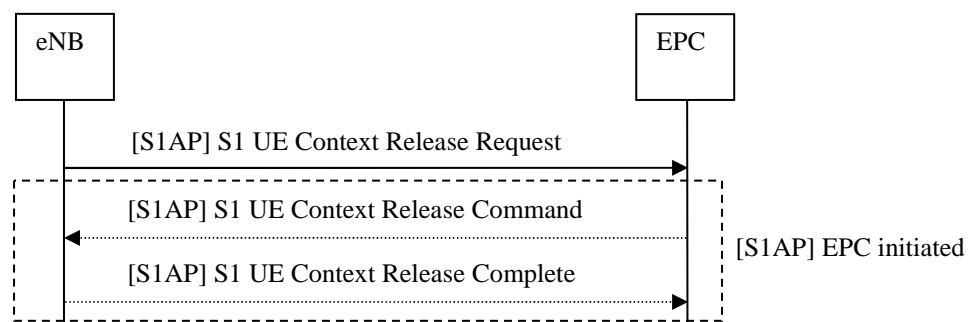 eNB
EPC
[S1AP] S1 UE Context Release Request
[S1AP] S1 UE Context Release Command
[S1AP] EPC initiated
[S1AP] S1 UE Context Release Complete